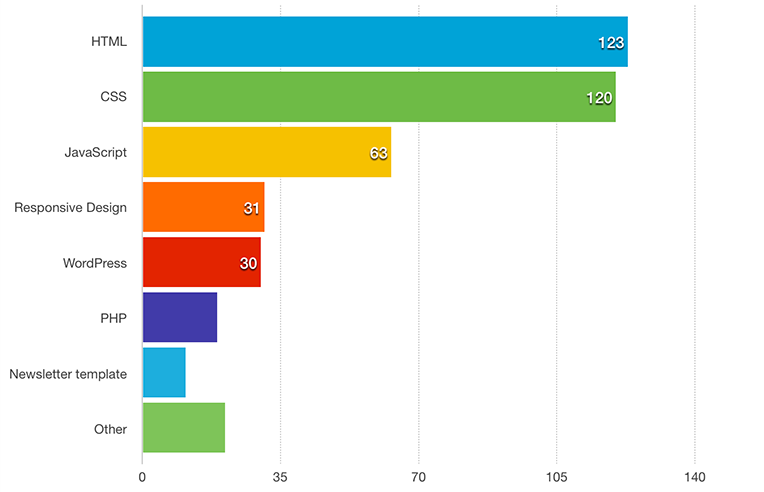 HTML 123
CSS 120
JavaScript 63
Responsive Design 31
WordPress 30
PHP
Newsletter template
Other
0 35 70 105 140